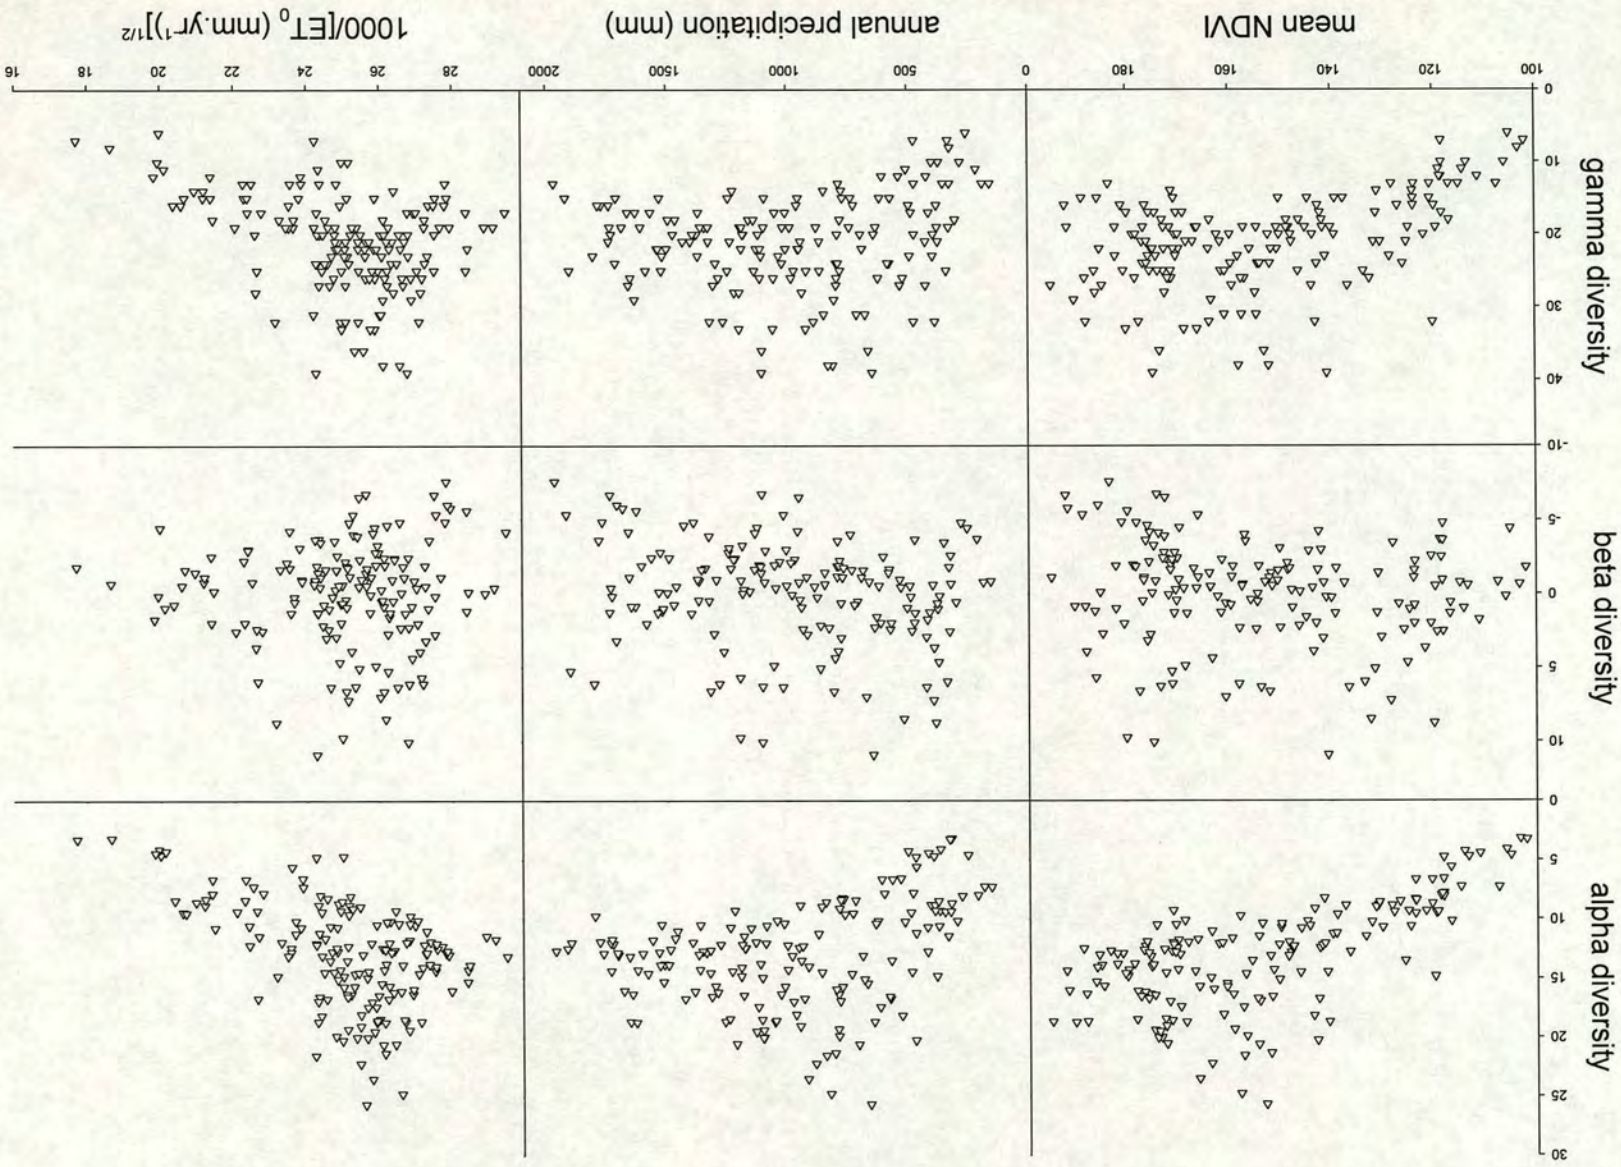 alpha diversity
30
25
20
15
10
5
0
beta diversity
10
5
0
-5
-10
gamma diversity
40
30
20
10
0
100 120 140 160 180 0 500 1000 1500 2000 28 26 24 22 20 18 16
mean NDVI
annual precipitation (mm)
1000/[ET₀ (mm.yr⁻¹)]¹/²